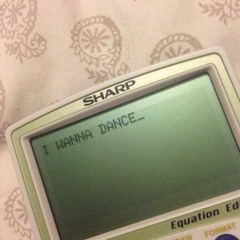 SHARP
I WANNA DANCE_
Equation Ed
FORMAT